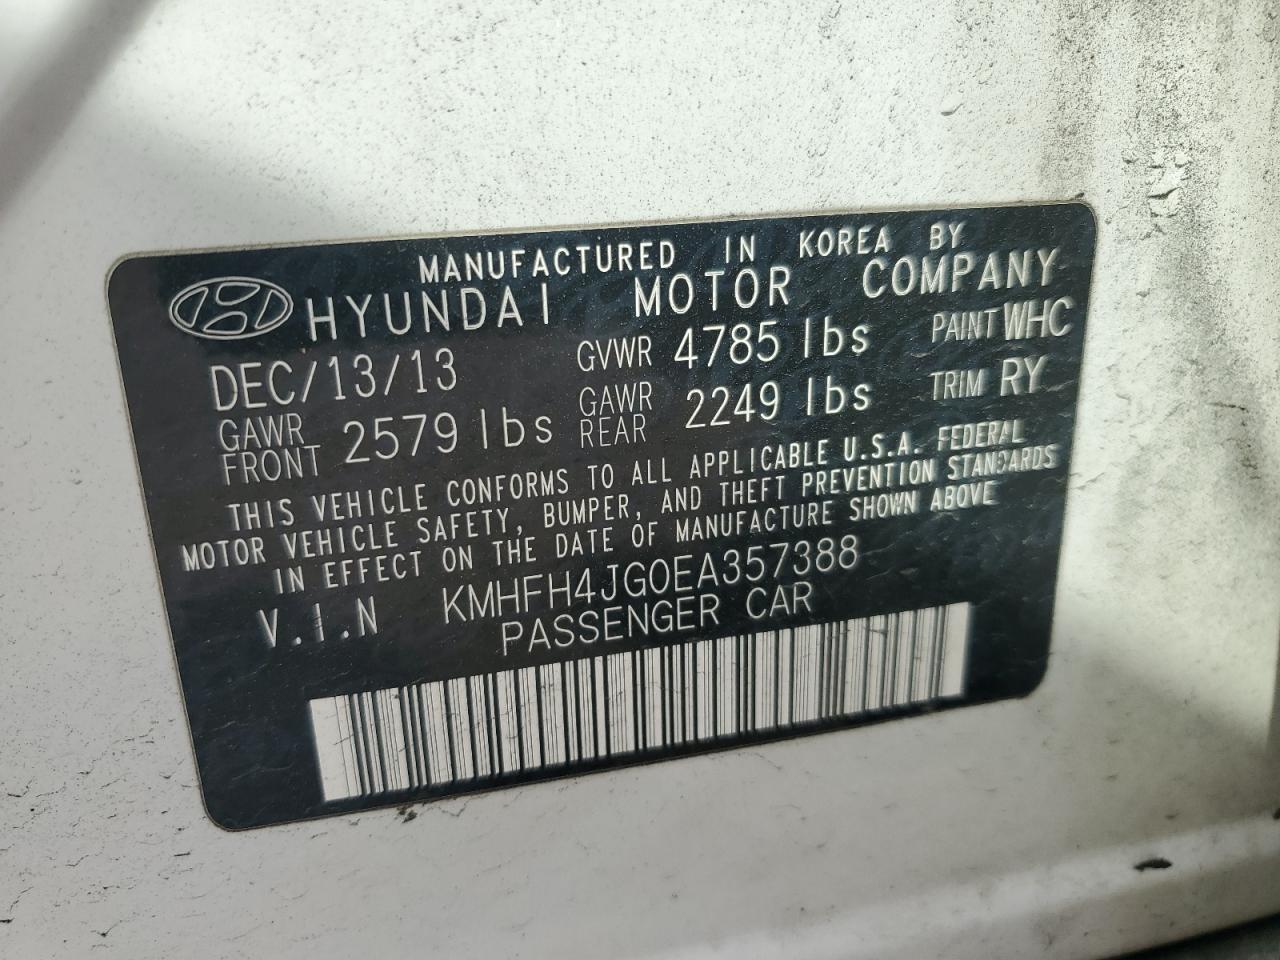 MANUFACTURED IN KOREA BY
HYUNDAI MOTOR COMPANY
DEC/13/13 GVWR 4785 lbs PAINT WHC
GAWR FRONT 2579 lbs GAWR REAR 2249 lbs TRIM RY
THIS VEHICLE CONFORMS TO ALL APPLICABLE U.S.A. FEDERAL
MOTOR VEHICLE SAFETY, BUMPER, AND THEFT PREVENTION STANDARDS
IN EFFECT ON THE DATE OF MANUFACTURE SHOWN ABOVE
V.I.N KMHFH4JG0EA357388
PASSENGER CAR